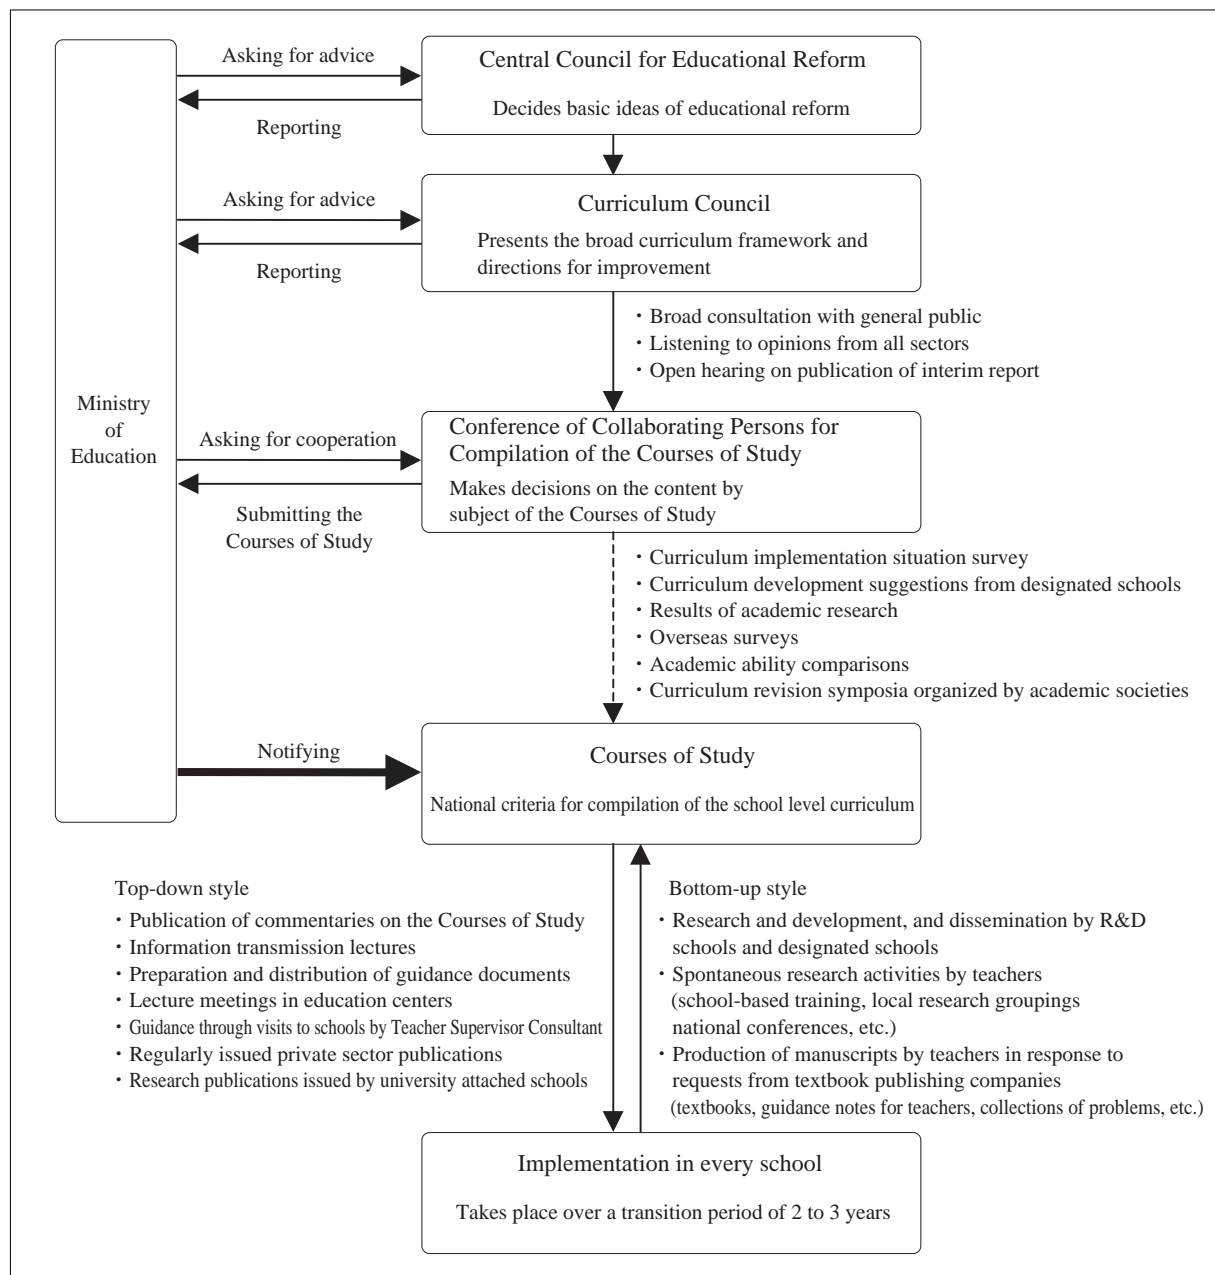 Asking for advice
Central Council for Educational Reform
Decides basic ideas of educational reform
Reporting
Asking for advice
Curriculum Council
Presents the broad curriculum framework and
directions for improvement
Reporting
・Broad consultation with general public
・Listening to opinions from all sectors
・Open hearing on publication of interim report
Ministry
of
Education
Asking for cooperation
Conference of Collaborating Persons for
Compilation of the Courses of Study
Makes decisions on the content by
subject of the Courses of Study
Submitting the
Courses of Study
・Curriculum implementation situation survey
・Curriculum development suggestions from designated schools
・Results of academic research
・Overseas surveys
・Academic ability comparisons
・Curriculum revision symposia organized by academic societies
Notifying
Courses of Study
National criteria for compilation of the school level curriculum
Top-down style
・Publication of commentaries on the Courses of Study
・Information transmission lectures
・Preparation and distribution of guidance documents
・Lecture meetings in education centers
・Guidance through visits to schools by Teacher Supervisor Consultant
・Regularly issued private sector publications
・Research publications issued by university attached schools
Bottom-up style
・Research and development, and dissemination by R&D
schools and designated schools
・Spontaneous research activities by teachers
(school-based training, local research groupings
national conferences, etc.)
・Production of manuscripts by teachers in response to
requests from textbook publishing companies
(textbooks, guidance notes for teachers, collections of problems, etc.)
Implementation in every school
Takes place over a transition period of 2 to 3 years